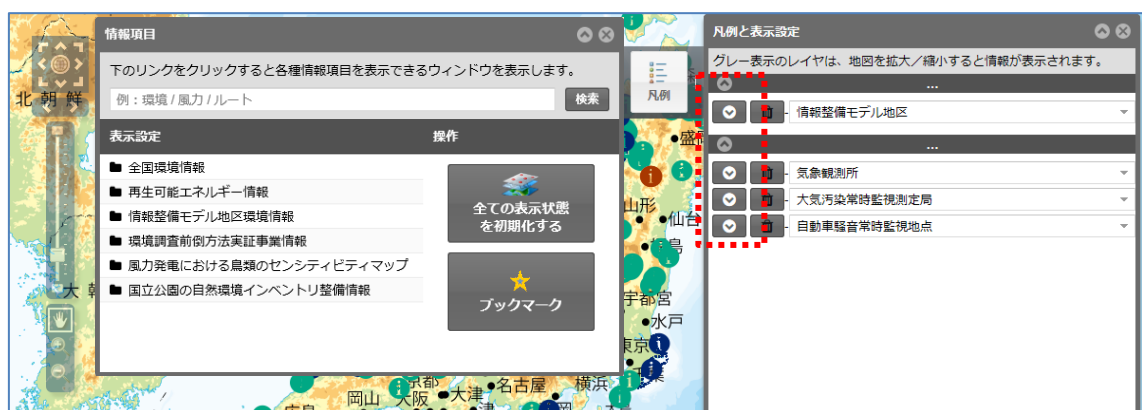 情報項目
下のリンクをクリックすると各種情報項目を表示できるウィンドウを表示します。
例：環境 / 風力 / ルート
検索
表示設定
操作
全国環境情報
再生可能エネルギー情報
情報整備モデル地区環境情報
環境調査前倒方法実証事業情報
風力発電における鳥類のセンシティビティマップ
国立公園の自然環境インベントリ整備情報
全ての表示状態
を初期化する
ブックマーク
凡例
凡例と表示設定
グレー表示のレイヤは、地図を拡大／縮小すると情報が表示されます。
...
- 情報整備モデル地区
...
- 気象観測所
- 大気汚染常時監視測定局
- 自動車騒音常時監視地点
北朝鮮
山形
仙台
宇都宮
水戸
東京
横浜
名古屋
大津
岡山